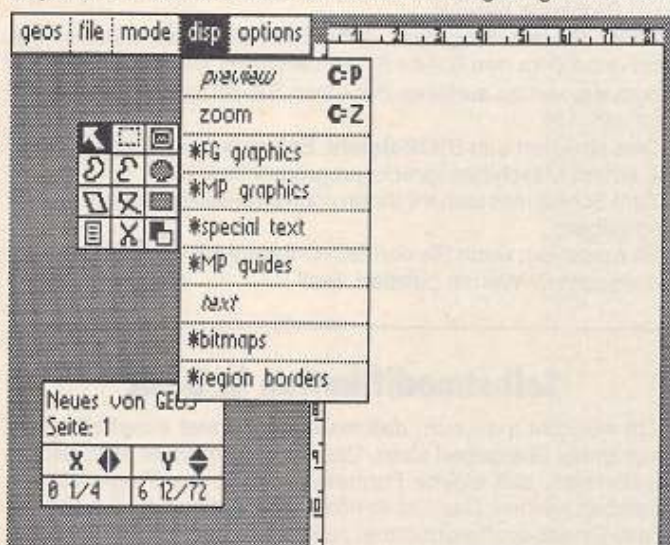 geos file mode disp options
preview C=P
zoom C=Z
*FG graphics
*MP graphics
*special text
*MP guides
text
*bitmaps
*region borders
Neues von GEOS
Seite: 1
X Y
8 1/4 6 12/72